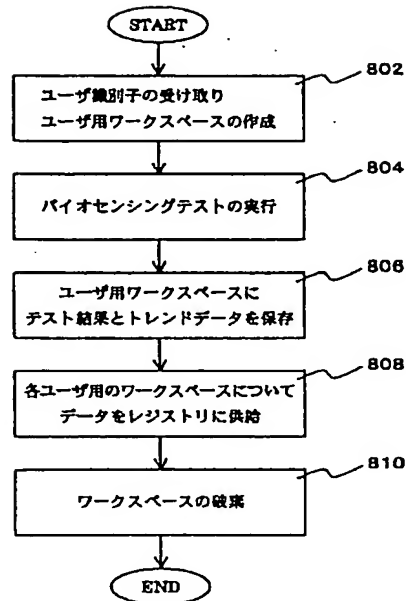 START
802
ユーザ識別子の受け取り
ユーザ用ワークスペースの作成
804
バイオセンシングテストの実行
806
ユーザ用ワークスペースに
テスト結果とトレンドデータを保存
808
各ユーザ用のワークスペースについて
データをレジストリに供給
810
ワークスペースの破棄
END